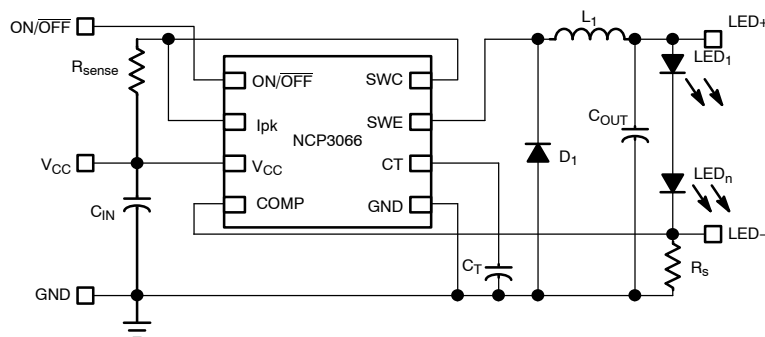 ON/OFF
LED+
L1
Rsense
LED1
ON/OFF
SWC
Ipk
SWE
NCP3066
COUT
VCC
VCC
CT
D1
LEDn
CIN
COMP
GND
LED-
CT
Rs
GND